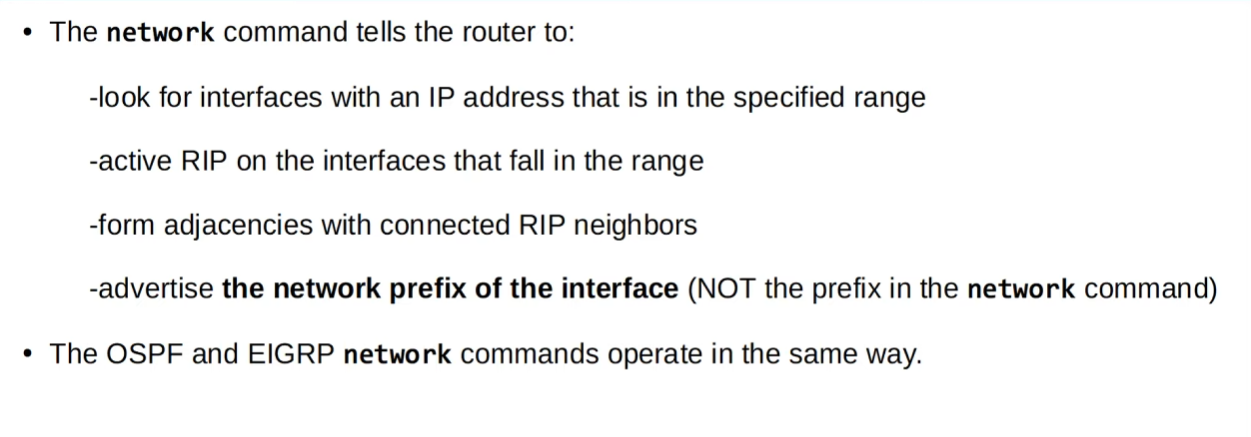 • The network command tells the router to:
-look for interfaces with an IP address that is in the specified range
-active RIP on the interfaces that fall in the range
-form adjacencies with connected RIP neighbors
-advertise the network prefix of the interface (NOT the prefix in the network command)
• The OSPF and EIGRP network commands operate in the same way.